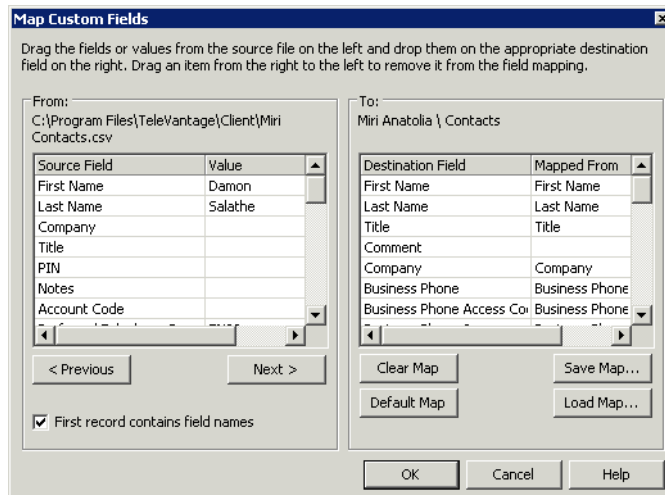 Map Custom Fields
Drag the fields or values from the source file on the left and drop them on the appropriate destination
field on the right. Drag an item from the right to the left to remove it from the field mapping.
From:
C:\Program Files\TeleVantage\Client\Miri
Contacts.csv
Source Field Value
First Name Damon
Last Name Salathe
Company
Title
PIN
Notes
Account Code
< Previous Next >
First record contains field names
To:
Miri Anatolia \ Contacts
Destination Field Mapped From
First Name First Name
Last Name Last Name
Title Title
Comment
Company Company
Business Phone Business Phone
Business Phone Access Co Business Phone
Clear Map Save Map...
Default Map Load Map...
OK Cancel Help